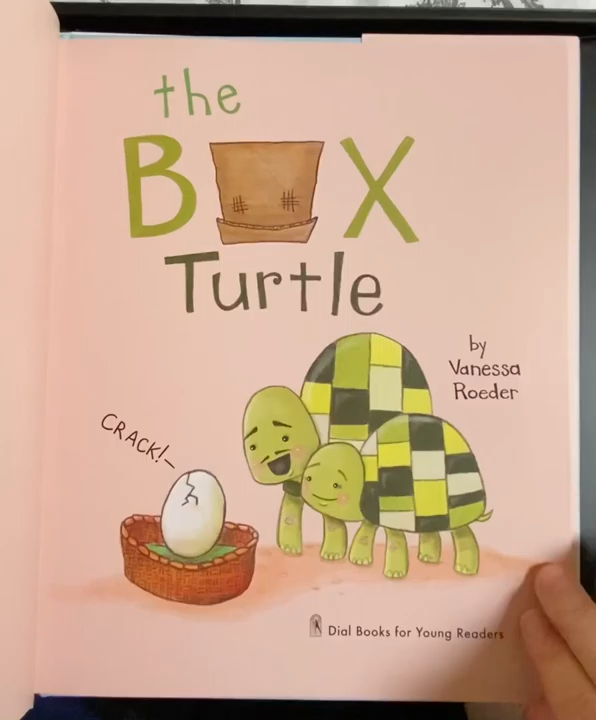 the
B X
Turtle
by
Vanessa
Roeder
CRACK!
Dial Books for Young Readers